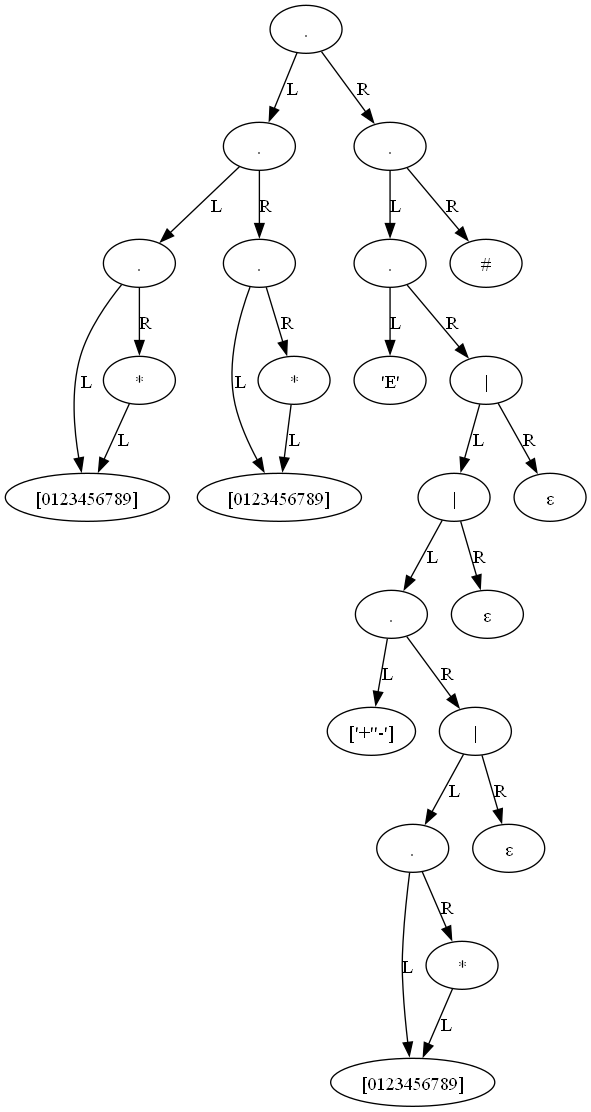 .
L R
. .
L R L R
. . . #
L R L R L R
* * 'E' |
L L L R
[0123456789] [0123456789] | ε
L R
. ε
L R
['+''-'] |
L R
. ε
L R
*
L
[0123456789]